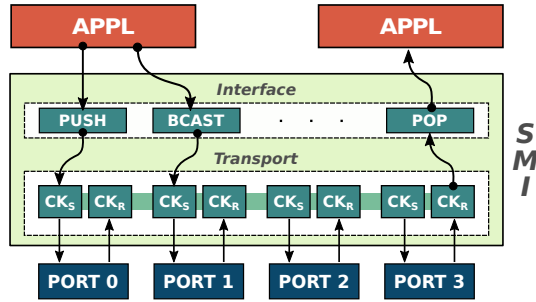 APPL APPL
Interface
PUSH BCAST . . . POP
Transport
CKS CKR CKS CKR CKS CKR CKS CKR
PORT 0 PORT 1 PORT 2 PORT 3
S
M
I